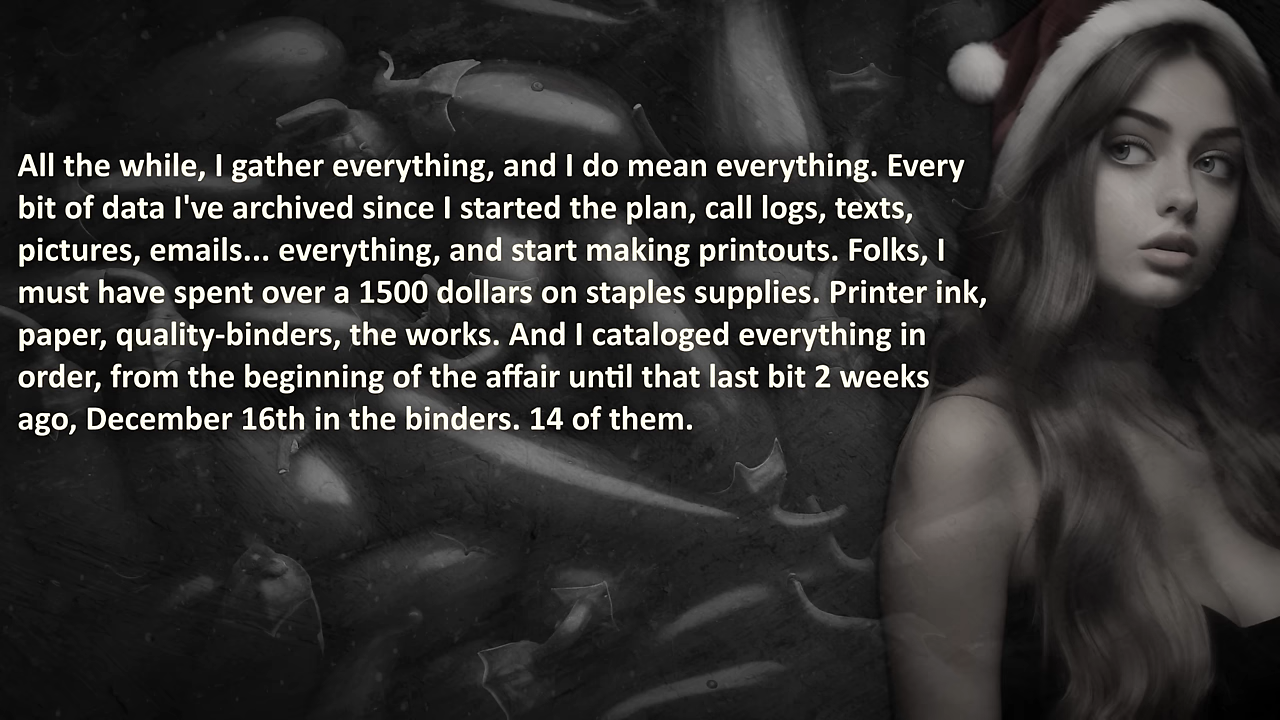 All the while, I gather everything, and I do mean everything. Every
bit of data I've archived since I started the plan, call logs, texts,
pictures, emails... everything, and start making printouts. Folks, I
must have spent over a 1500 dollars on staples supplies. Printer ink,
paper, quality-binders, the works. And I cataloged everything in
order, from the beginning of the affair until that last bit 2 weeks
ago, December 16th in the binders. 14 of them.